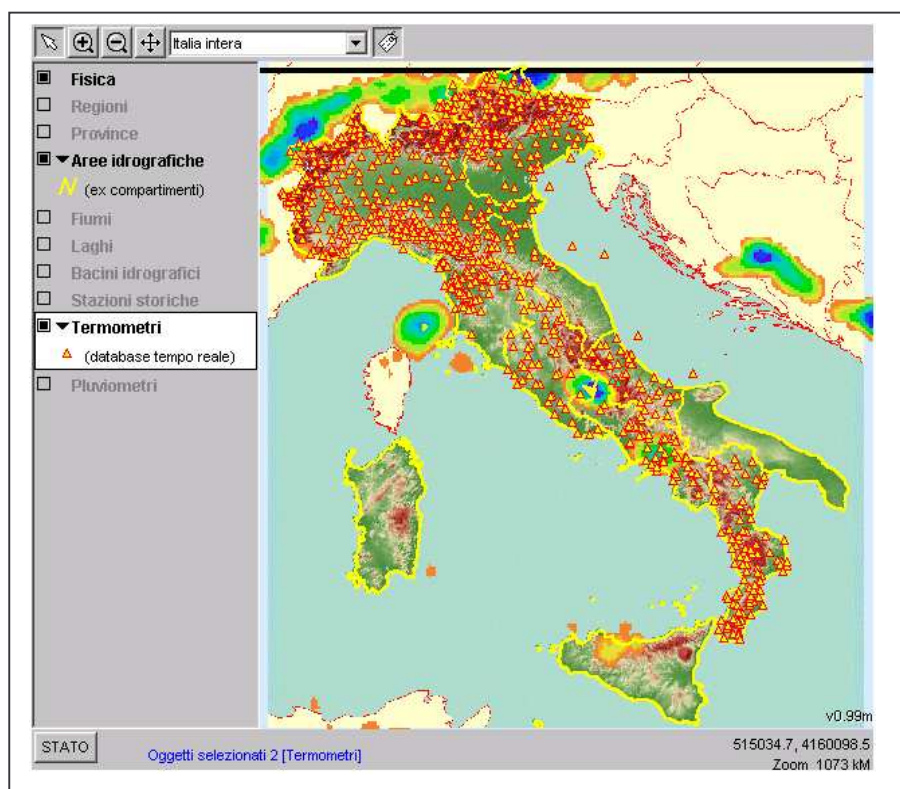 Italia intera
Fisica
Regioni
Province
Aree idrografiche
(ex compartimenti)
Fiumi
Laghi
Bacini idrografici
Stazioni storiche
Termometri
(database tempo reale)
Pluviometri
v0.99m
STATO
Oggetti selezionati 2 [Termometri]
515034.7, 4160098.5
Zoom 1073 kM